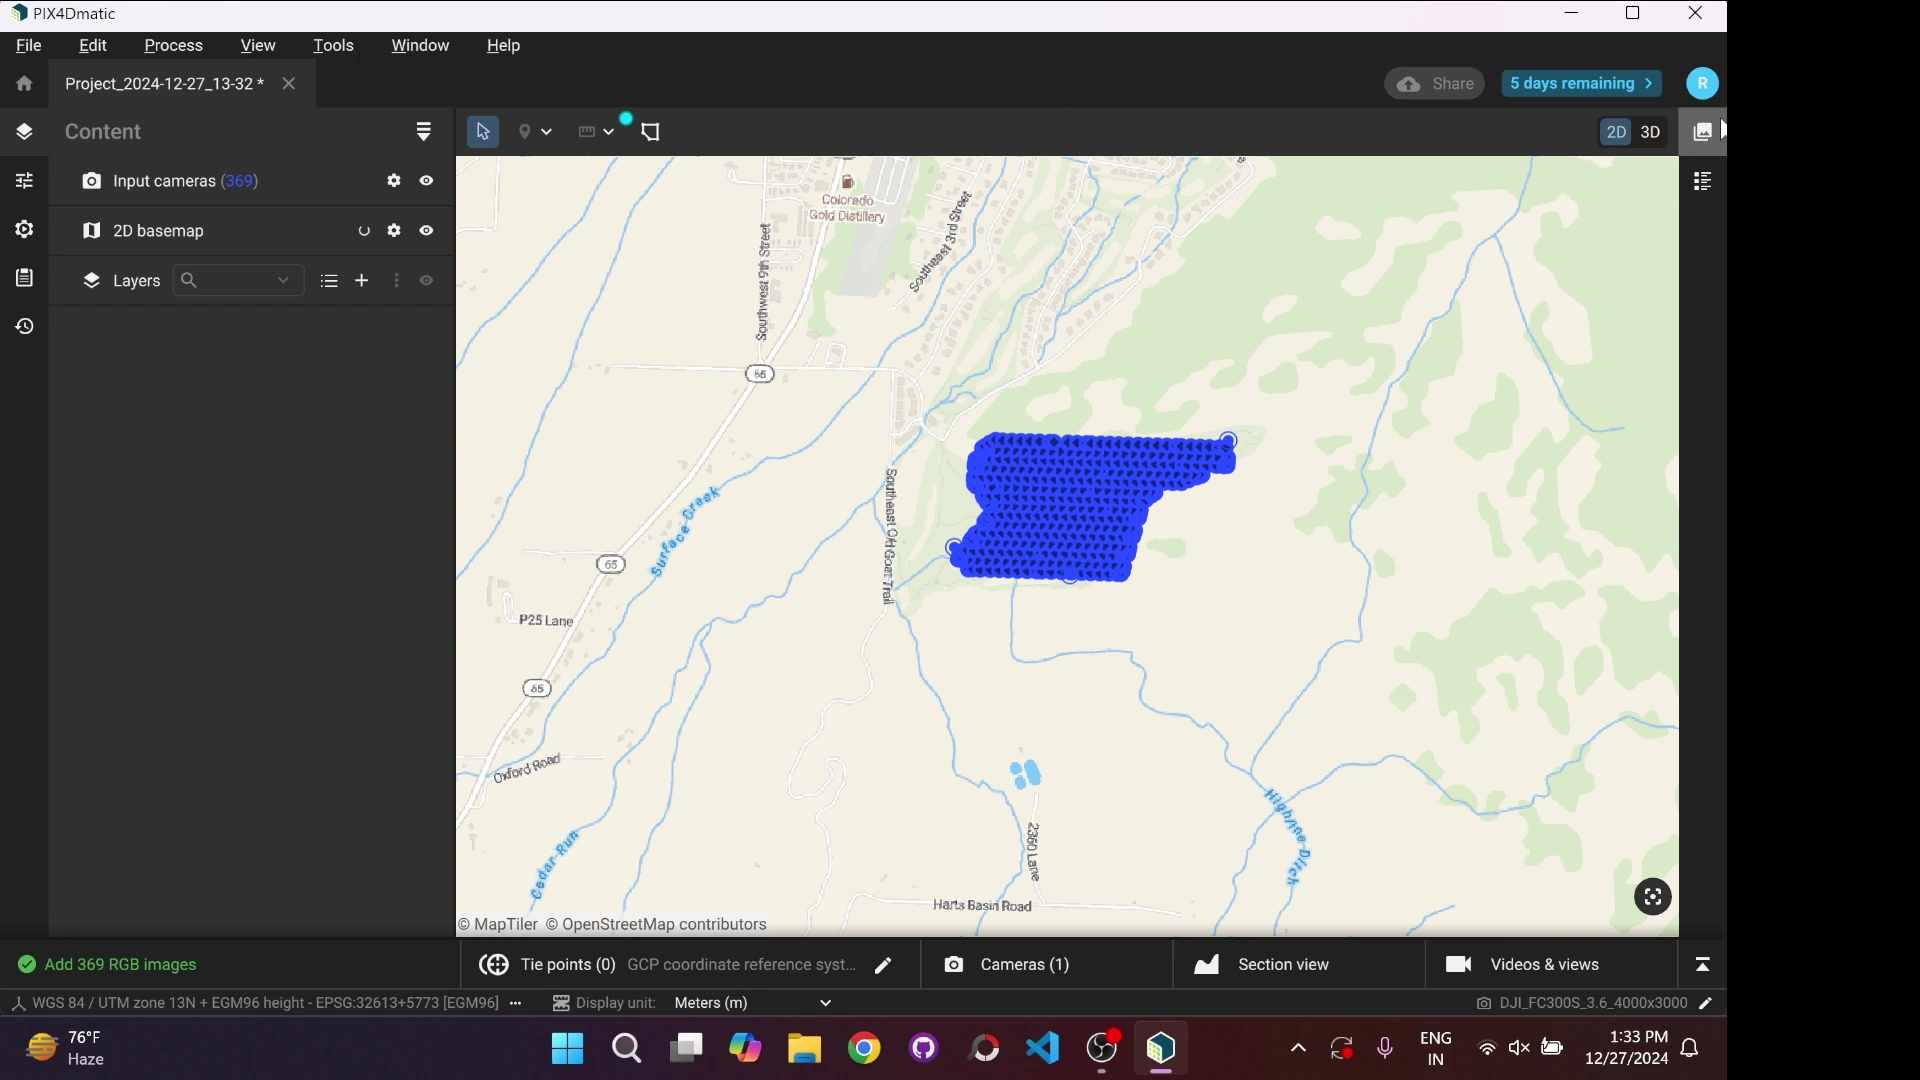 PIX4Dmatic
File Edit Process View Tools Window Help
Project_2024-12-27_13-32 *
Share
5 days remaining
R
Content
2D 3D
Input cameras (369)
2D basemap
Layers
Colorado
Gold Distillery
Southeast 3rd Street
Southwest 9th Street
65
Southeast Old Goat Trail
Surface Creek
65
P25 Lane
65
Oxford Road
Cedar Run
2360 Lane
Highline Ditch
Harts Basin Road
© MapTiler © OpenStreetMap contributors
Add 369 RGB images
Tie points (0) GCP coordinate reference syst...
Cameras (1)
Section view
Videos & views
WGS 84 / UTM zone 13N + EGM96 height - EPSG:32613+5773 [EGM96] ...
Display unit: Meters (m)
DJI_FC300S_3.6_4000x3000
76°F
Haze
ENG
IN
1:33 PM
12/27/2024